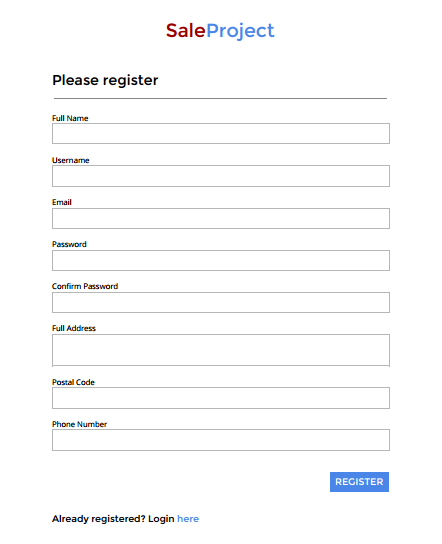 SaleProject
Please register
Full Name
Username
Email
Password
Confirm Password
Full Address
Postal Code
Phone Number
REGISTER
Already registered? Login here